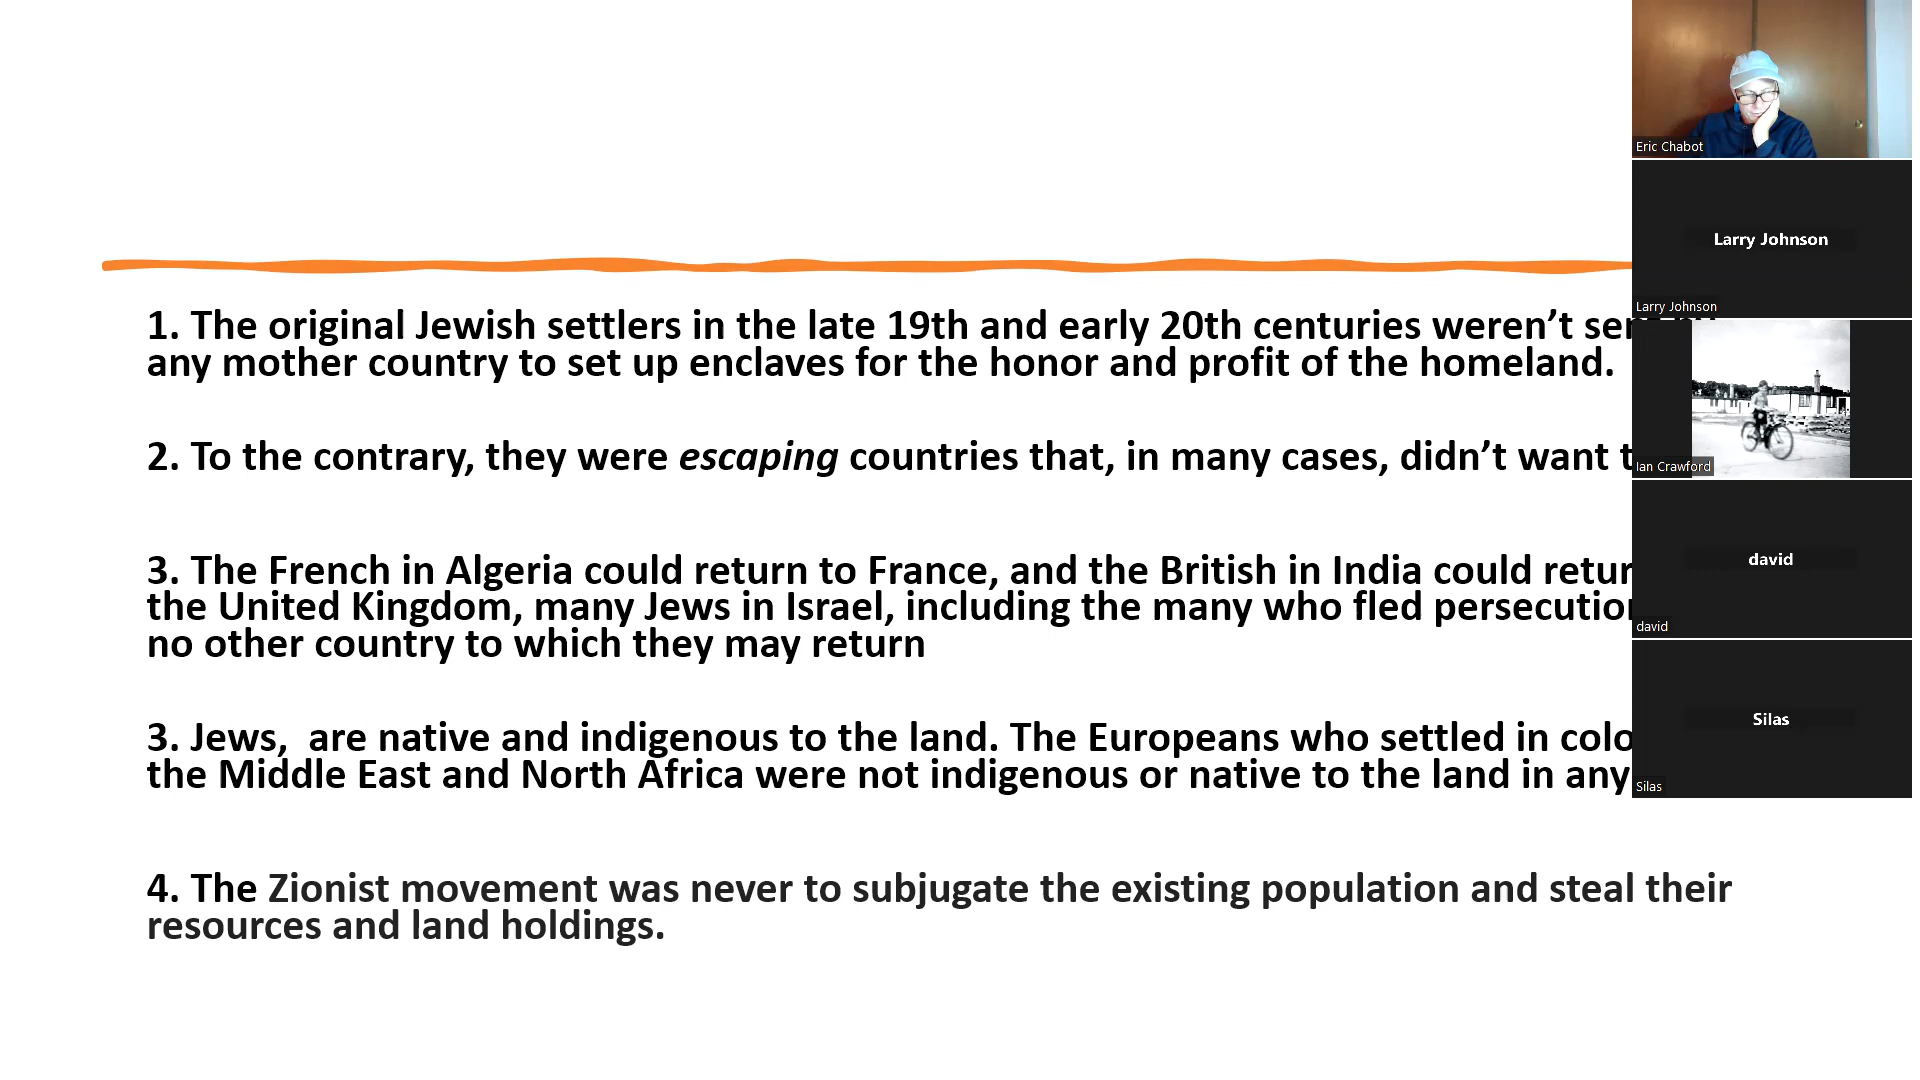 1. The original Jewish settlers in the late 19th and early 20th centuries weren’t
any mother country to set up enclaves for the honor and profit of the homeland.
2. To the contrary, they were escaping countries that, in many cases, didn’t want
3. The French in Algeria could return to France, and the British in India could
the United Kingdom, many Jews in Israel, including the many who fled
no other country to which they may return
3. Jews,  are native and indigenous to the land. The Europeans who settled in
the Middle East and North Africa were not indigenous or native to the land in any
4. The Zionist movement was never to subjugate the existing population and steal their
resources and land holdings.
Eric Chabot
Larry Johnson
Larry Johnson
Ian Crawford
david
david
Silas
Silas